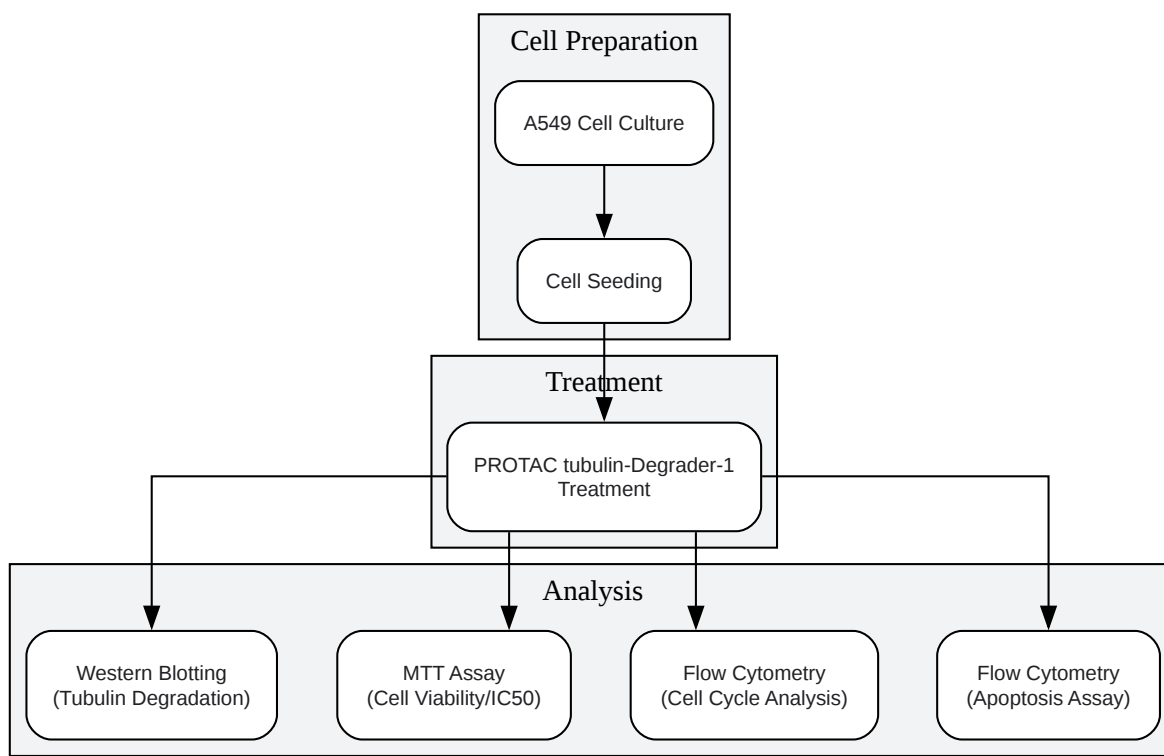 Cell Preparation
A549 Cell Culture
Cell Seeding
Treatment
PROTAC tubulin-Degrader-1
Treatment
Analysis
Western Blotting
(Tubulin Degradation)
MTT Assay
(Cell Viability/IC50)
Flow Cytometry
(Cell Cycle Analysis)
Flow Cytometry
(Apoptosis Assay)